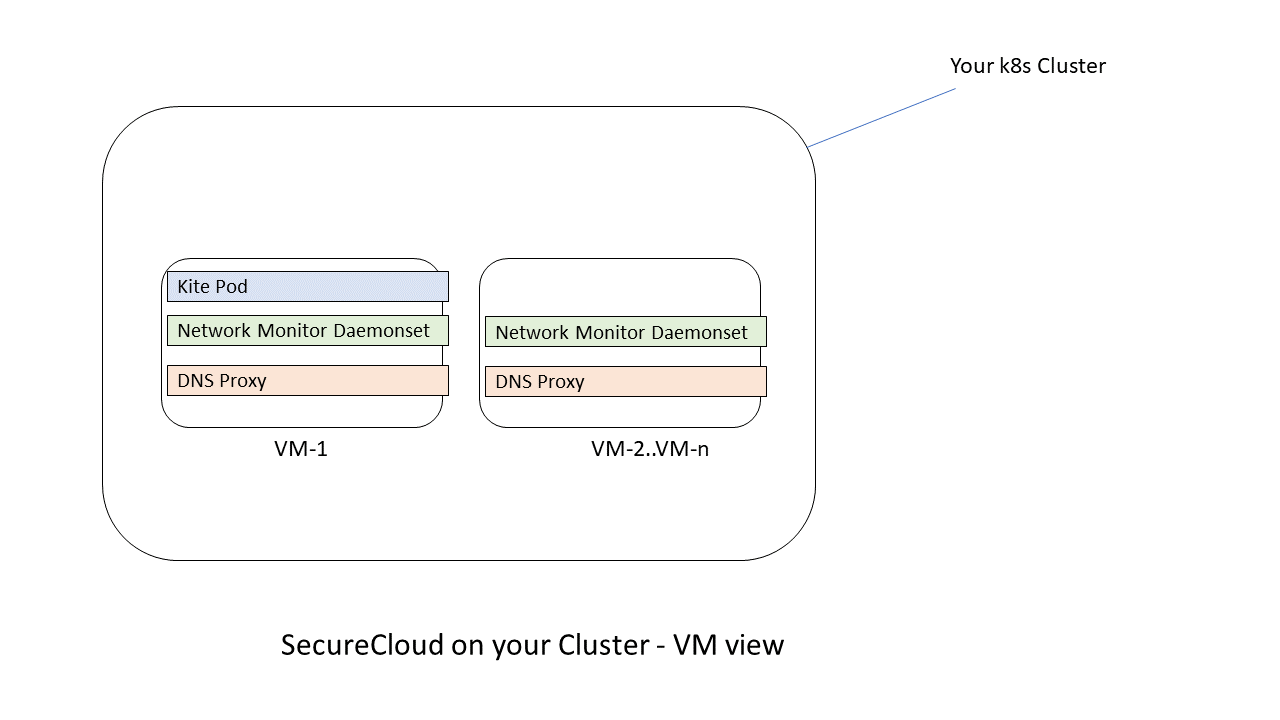 Your k8s Cluster
Kite Pod
Network Monitor Daemonset
DNS Proxy
VM-1
Network Monitor Daemonset
DNS Proxy
VM-2..VM-n
SecureCloud on your Cluster - VM view